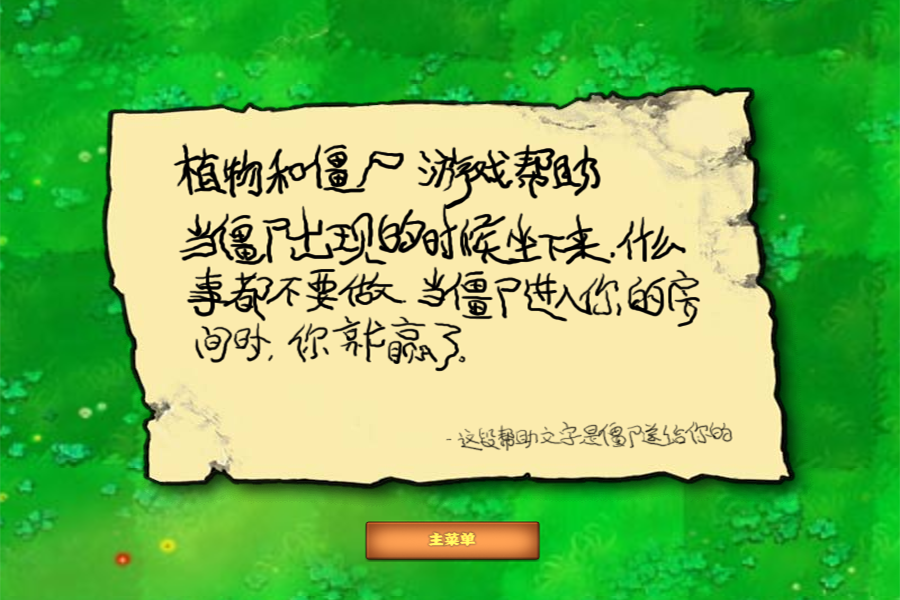 植物和僵尸 游戏帮助
当僵尸出现的时候坐下来.什么
事都不要做 当僵尸进入你的房
间时,你就赢了。
-这段帮助文字是僵尸送给你的
主菜单